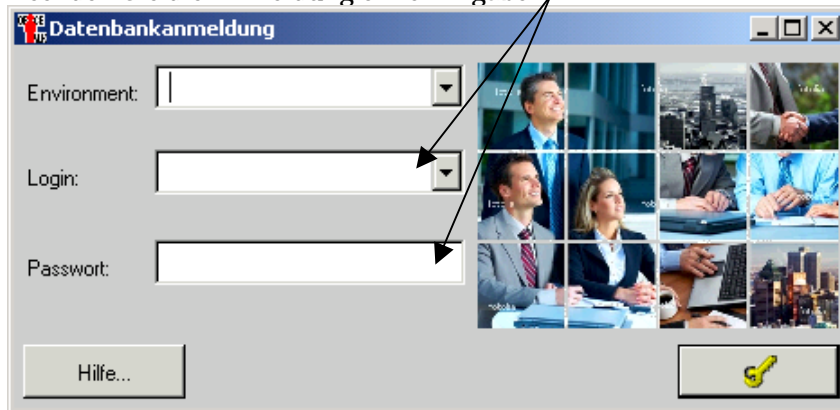 Datenbankanmeldung
Environment:
Login:
Passwort:
Hilfe...